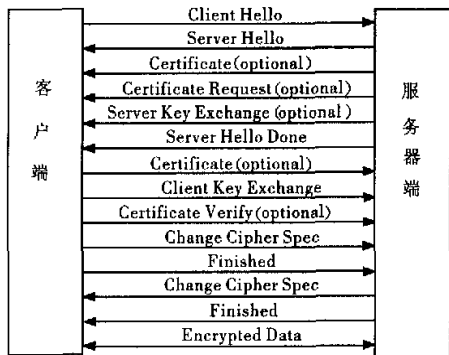 客户端
服务器端
Client Hello
Server Hello
Certificate(optional)
Certificate Request(optional)
Server Key Exchange(optional)
Server Hello Done
Certificate(optional)
Client Key Exchange
Certificate Verify(optional)
Change Cipher Spec
Finished
Change Cipher Spec
Finished
Encrypted Data